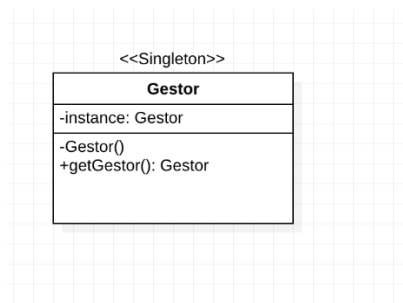 <<Singleton>>
Gestor
-instance: Gestor
-Gestor()
+getGestor(): Gestor